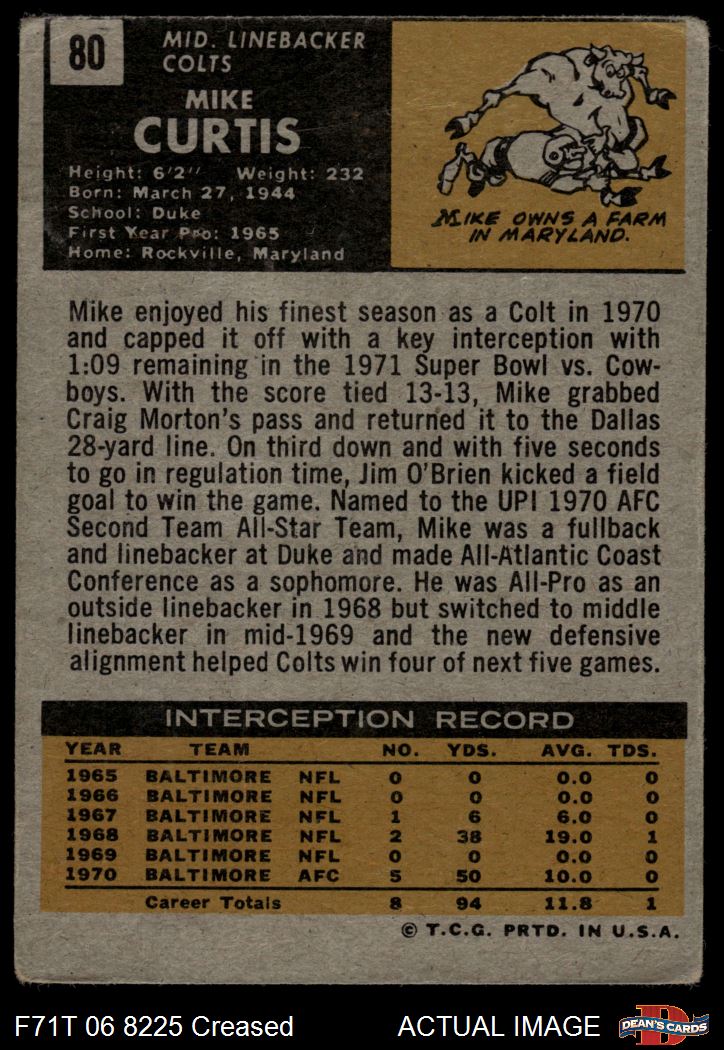 80
MID. LINEBACKER
COLTS
MIKE
CURTIS
Height: 6'2" Weight: 232
Born: March 27, 1944
School: Duke
First Year Pro: 1965
Home: Rockville, Maryland
MIKE OWNS A FARM
IN MARYLAND.
Mike enjoyed his finest season as a Colt in 1970
and capped it off with a key interception with
1:09 remaining in the 1971 Super Bowl vs. Cow-
boys. With the score tied 13-13, Mike grabbed
Craig Morton's pass and returned it to the Dallas
28-yard line. On third down and with five seconds
to go in regulation time, Jim O'Brien kicked a field
goal to win the game. Named to the UPI 1970 AFC
Second Team All-Star Team, Mike was a fullback
and linebacker at Duke and made All-Atlantic Coast
Conference as a sophomore. He was All-Pro as an
outside linebacker in 1968 but switched to middle
linebacker in mid-1969 and the new defensive
alignment helped Colts win four of next five games.
INTERCEPTION RECORD
YEAR TEAM NO. YDS. AVG. TDS.
1965 BALTIMORE NFL 0 0 0.0 0
1966 BALTIMORE NFL 0 0 0.0 0
1967 BALTIMORE NFL 1 6 6.0 0
1968 BALTIMORE NFL 2 38 19.0 1
1969 BALTIMORE NFL 0 0 0.0 0
1970 BALTIMORE AFC 5 50 10.0 0
Career Totals 8 94 11.8 1
© T.C.G. PRTD. IN U.S.A.
F71T 06 8225 Creased ACTUAL IMAGE
D
DEAN'S CARDS